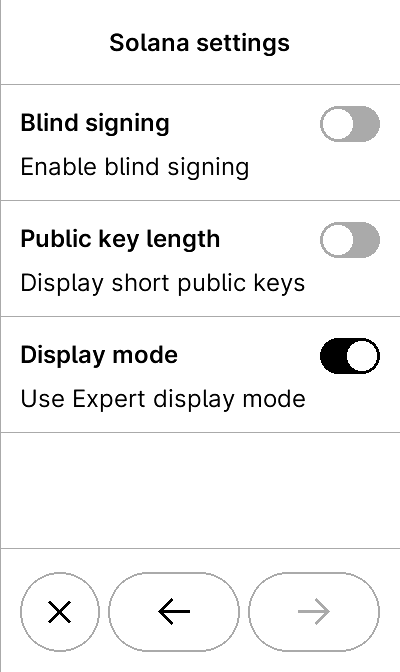 Solana settings
Blind signing
Enable blind signing
Public key length
Display short public keys
Display mode
Use Expert display mode